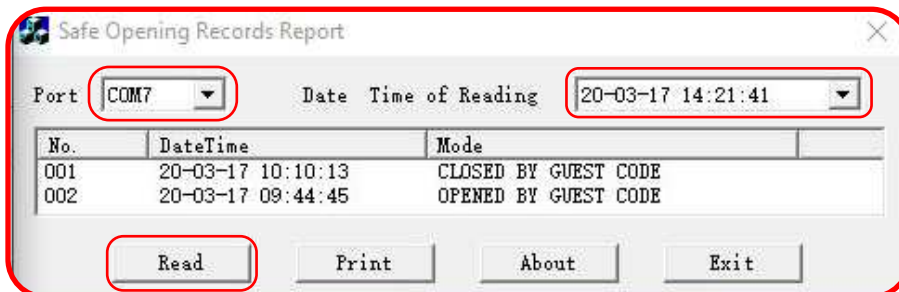 Safe Opening Records Report
Port COM7 Date Time of Reading 20-03-17 14:21:41
No. DateTime Mode
001 20-03-17 10:10:13 CLOSED BY GUEST CODE
002 20-03-17 09:44:45 OPENED BY GUEST CODE
Read Print About Exit